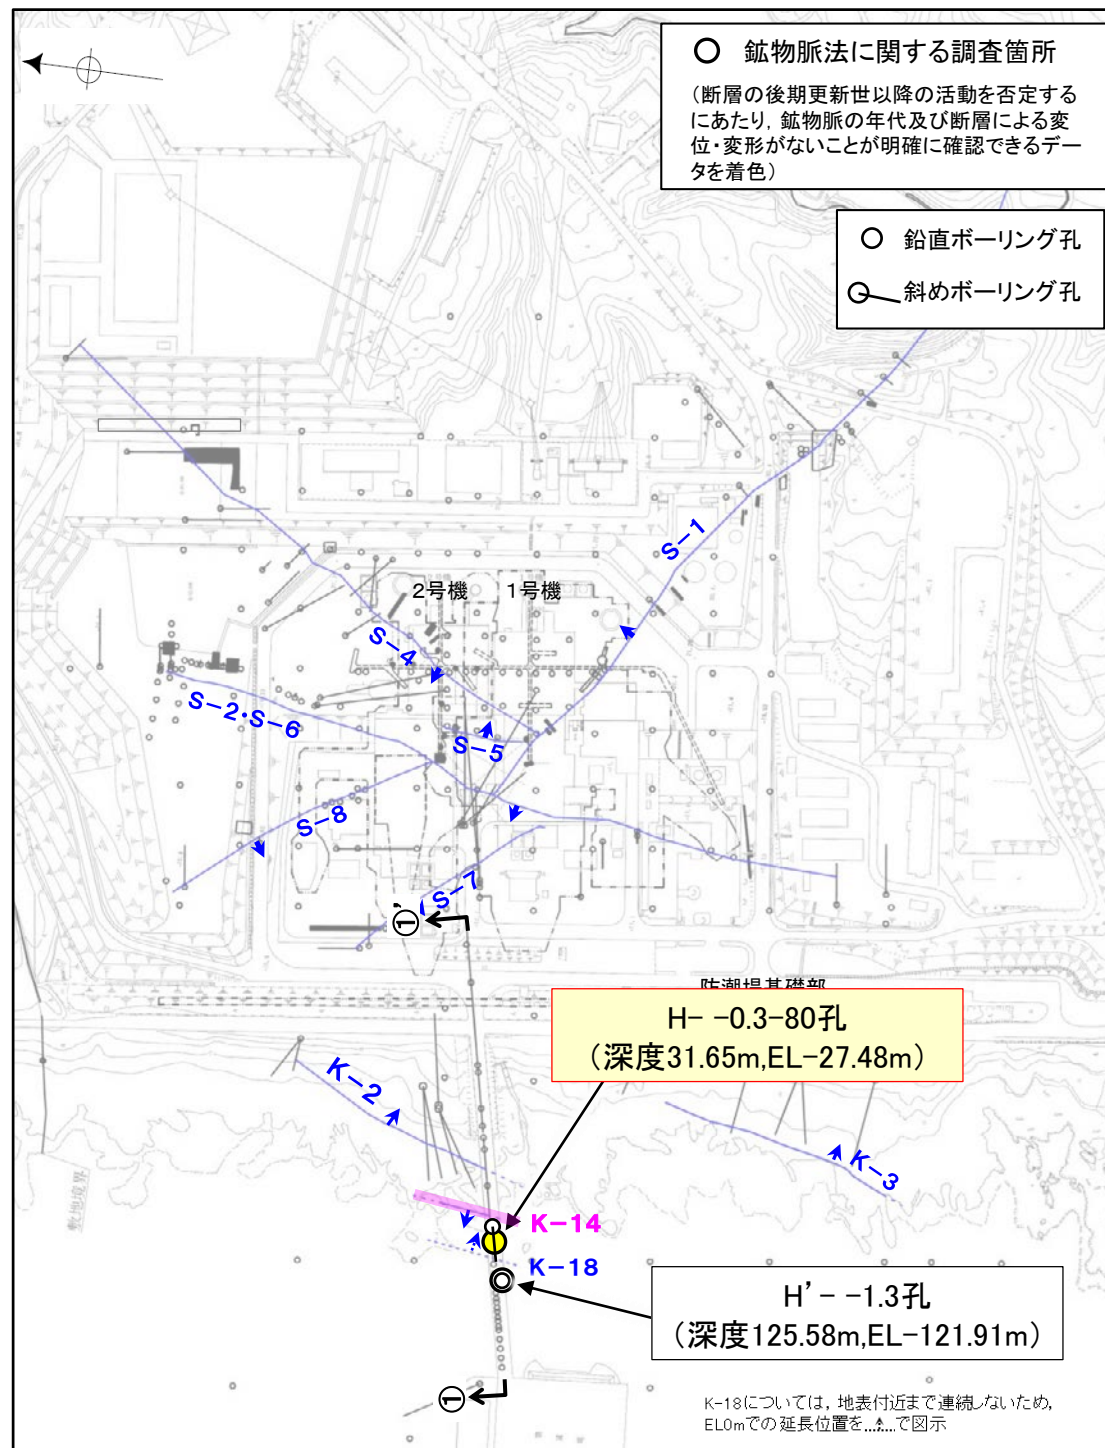 鉱物脈法に関する調査箇所
（断層の後期更新世以降の活動を否定する
にあたり，鉱物脈の年代及び断層による変
位・変形がないことが明確に確認できるデー
タを着色）
鉛直ボーリング孔
斜めボーリング孔
S-1
2号機
1号機
S-4
S-2・S-6
S-5
S-8
S-7
①'
防潮堤基礎部
H- -0.3-80孔
（深度31.65m,EL-27.48m）
K-2
K-3
敷地境界
K-14
K-18
H’- -1.3孔
（深度125.58m,EL-121.91m）
①
K-18については，地表付近まで連続しないため，
EL0mでの延長位置を…で図示